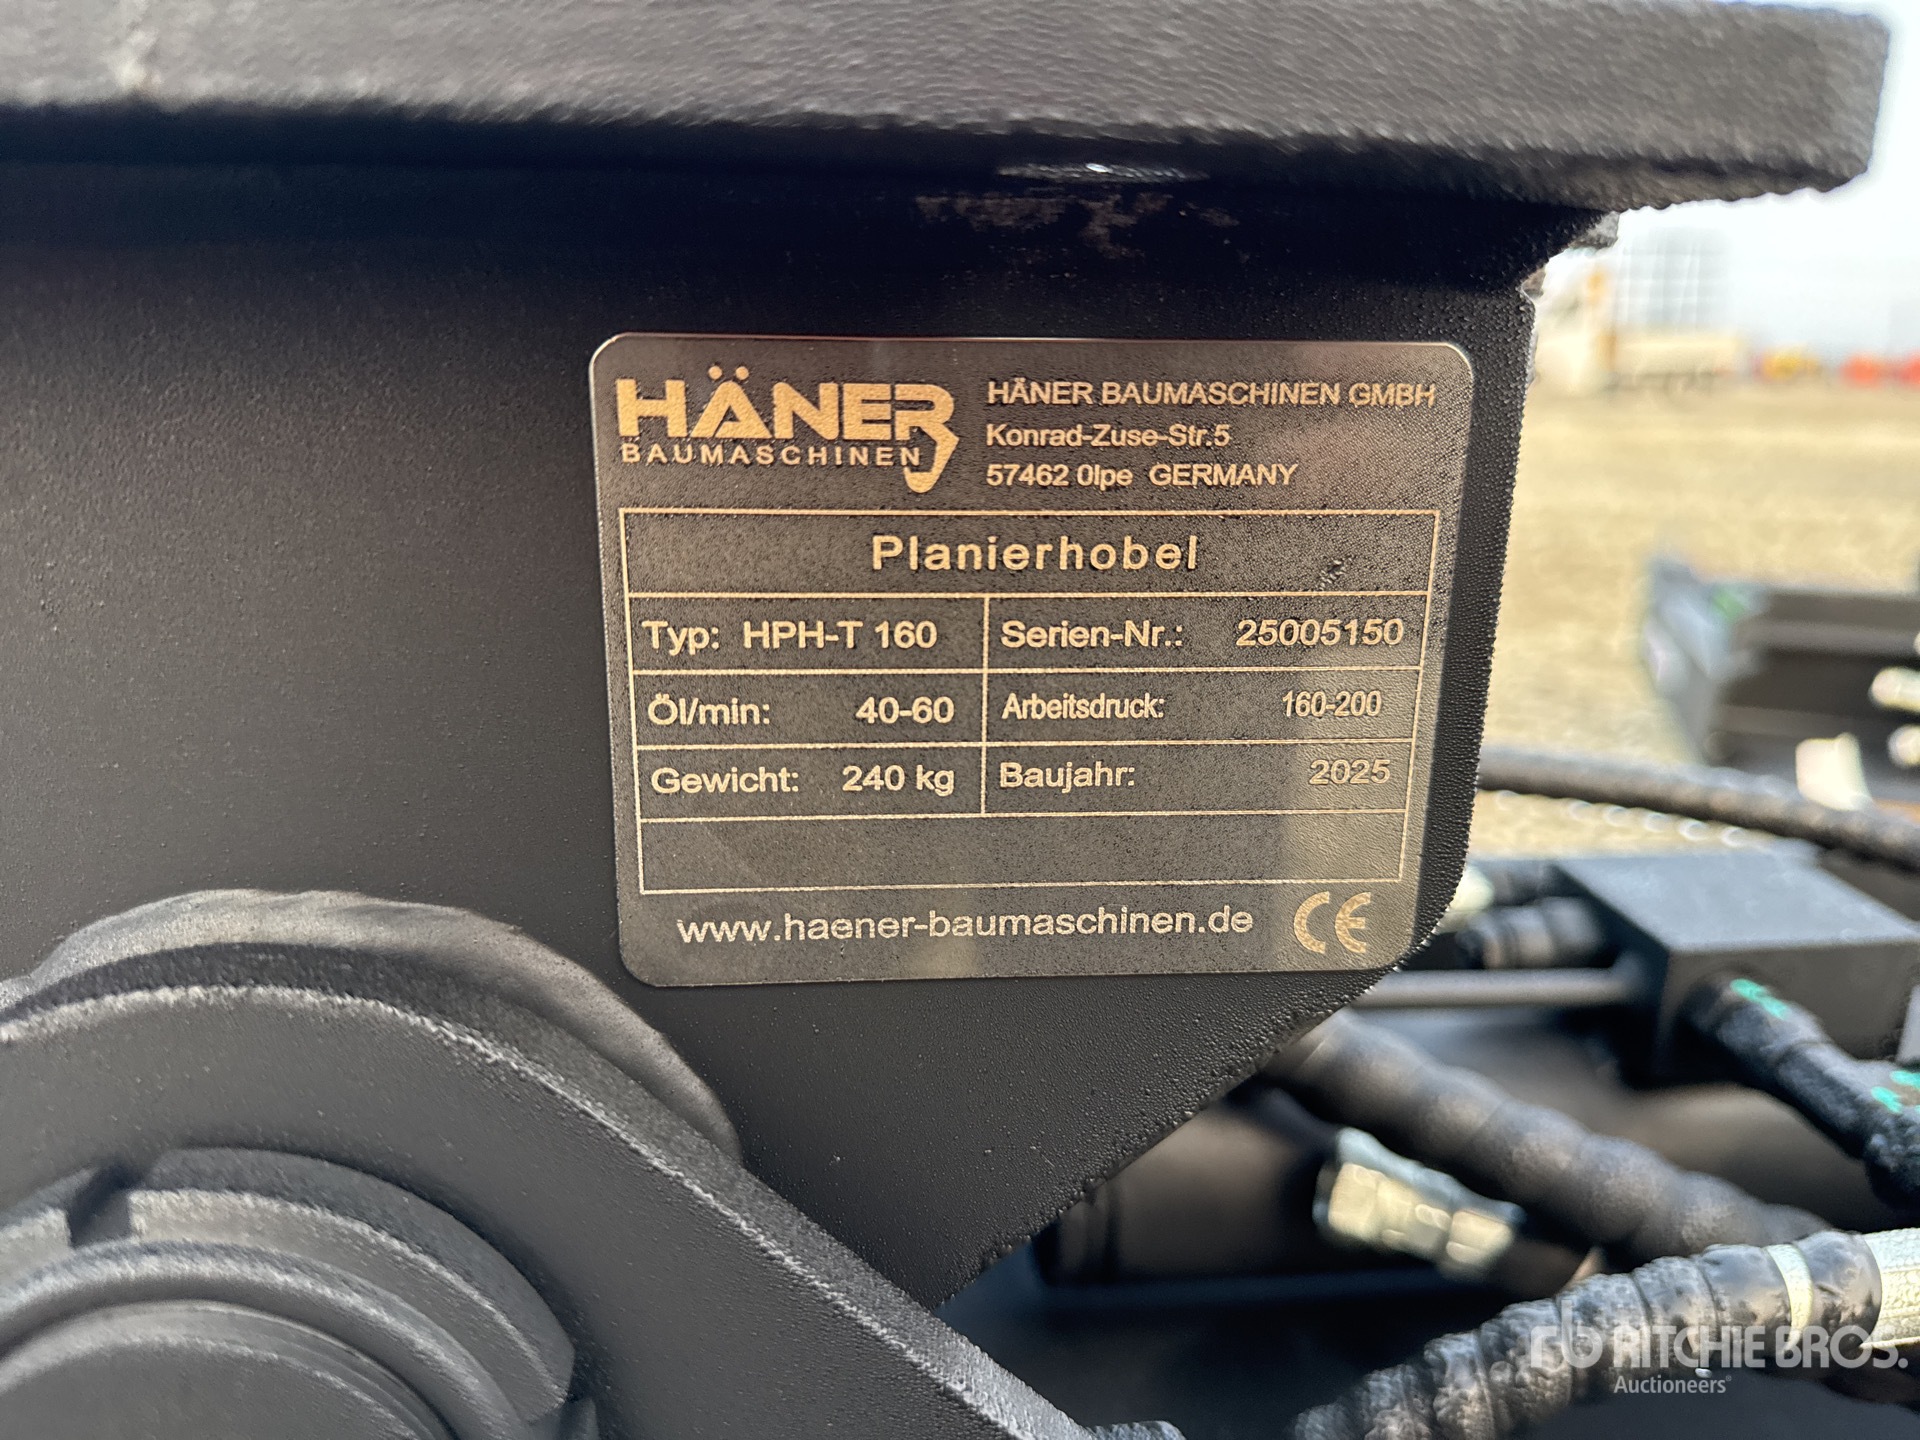 HÄNER
BAUMASCHINEN
HÄNER BAUMASCHINEN GMBH
Konrad-Zuse-Str.5
57462 0lpe GERMANY
Planierhobel
Typ: HPH-T 160
Serien-Nr.: 25005150
Öl/min: 40-60
Arbeitsdruck: 160-200
Gewicht: 240 kg
Baujahr: 2025
www.haener-baumaschinen.de
CE
rb RITCHIE BROS.
Auctioneers®